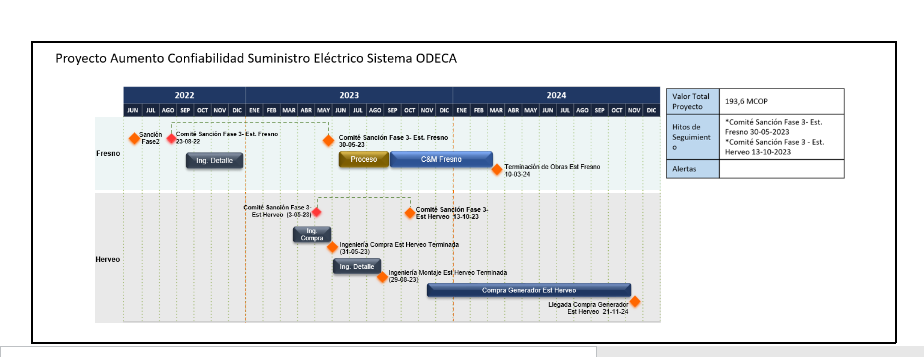 Proyecto Aumento Confiabilidad Suministro Eléctrico Sistema ODECA
2022 2023 2024
JUN JUL AGO SEP OCT NOV DIC ENE FEB MAR ABR MAY JUN JUL AGO SEP OCT NOV DIC ENE FEB MAR ABR MAY JUN JUL AGO SEP OCT NOV DIC
Fresno
Sanción
Fase2
Comité Sanción Fase 3- Est. Fresno
23-08-22
Ing. Detalle
Comité Sanción Fase 3- Est. Fresno
30-05-23
Proceso
C&M Fresno
Terminación de Obras Est Fresno
10-03-24
Herveo
Comité Sanción Fase 3-
Est Herveo (3-05-23)
Comité Sanción Fase 3-
Est Herveo 13-10-23
Ing.
Compra
Ingeniería Compra Est Herveo Terminada
(31-05-23)
Ing. Detalle
Ingeniería Montaje Est Herveo Terminada
(29-08-23)
Compra Generador Est Herveo
Llegada Compra Generador
Est Herveo 21-11-24
Valor Total
Proyecto
193,6 MCOP
Hitos de
Seguimient
o
*Comité Sanción Fase 3- Est.
Fresno 30-05-2023
*Comité Sanción Fase 3 - Est.
Herveo 13-10-2023
Alertas